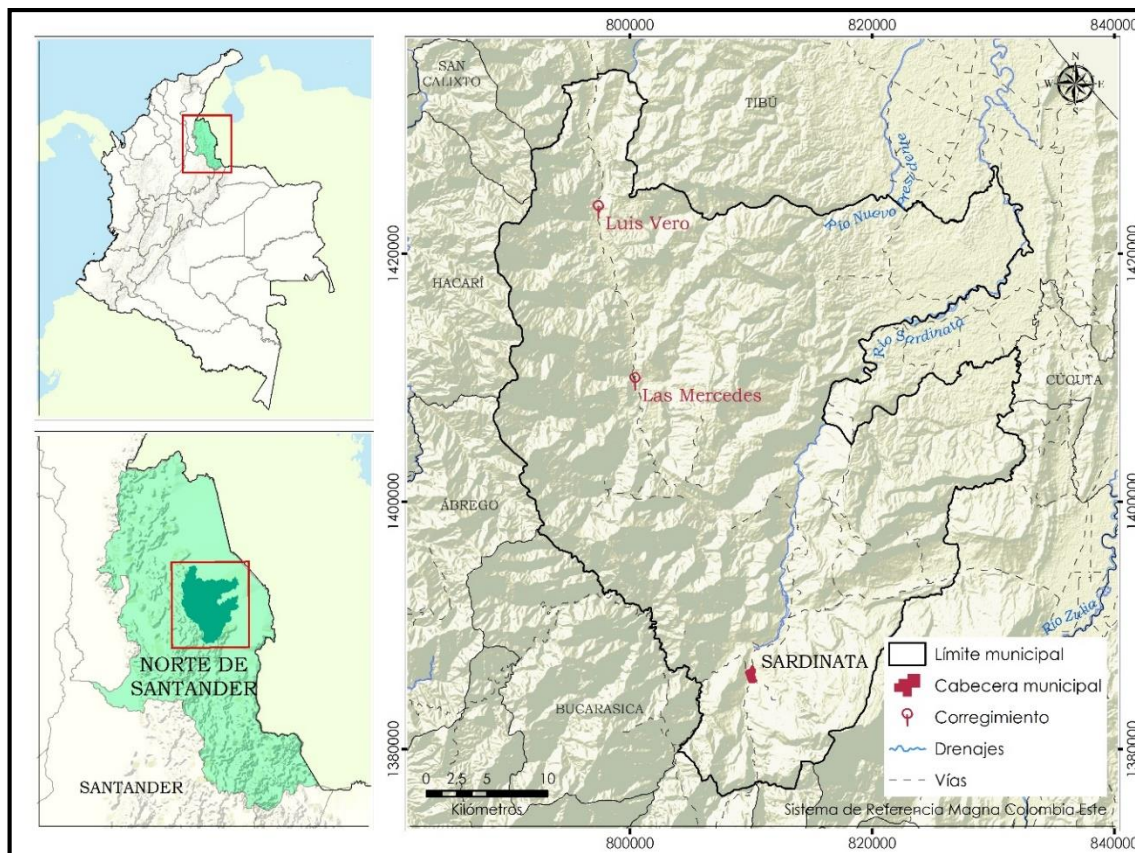 NORTE DE
SANTANDER
SANTANDER
800000
820000
840000
SAN
CALIXTO
TIBÚ
N
W
E
S
Río Nuevo Presidente
Luis Vero
1420000
1420000
HACARÍ
Río Sardinata
CÚCUTA
Las Mercedes
1400000
1400000
ÁBREGO
Río Zulia
SARDINATA
BUCARASICA
1380000
1380000
Límite municipal
Cabecera municipal
Corregimiento
Drenajes
Vías
0 2,5 5 10
Kilómetros
Sistema de Referencia Magna Colombia Este
800000
820000
840000